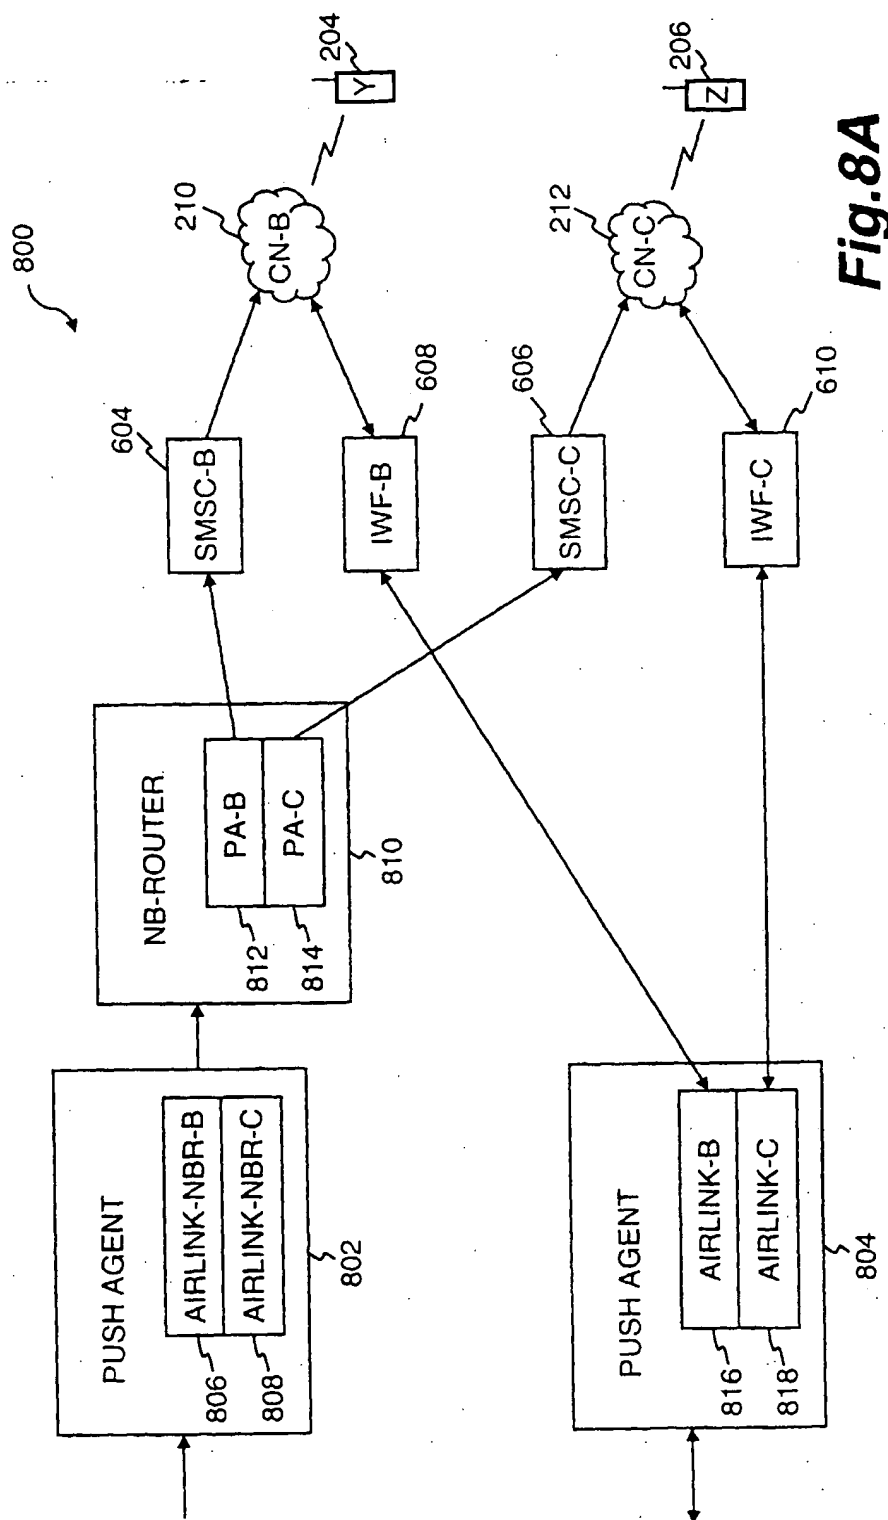 800
PUSH AGENT
AIRLINK-NBR-B
AIRLINK-NBR-C
806
808
802
NB-ROUTER
PA-B
PA-C
812
814
810
604
SMSC-B
IWF-B
608
210
CN-B
204
Y
PUSH AGENT
AIRLINK-B
AIRLINK-C
816
818
804
606
SMSC-C
IWF-C
610
212
CN-C
206
Z
Fig.8A